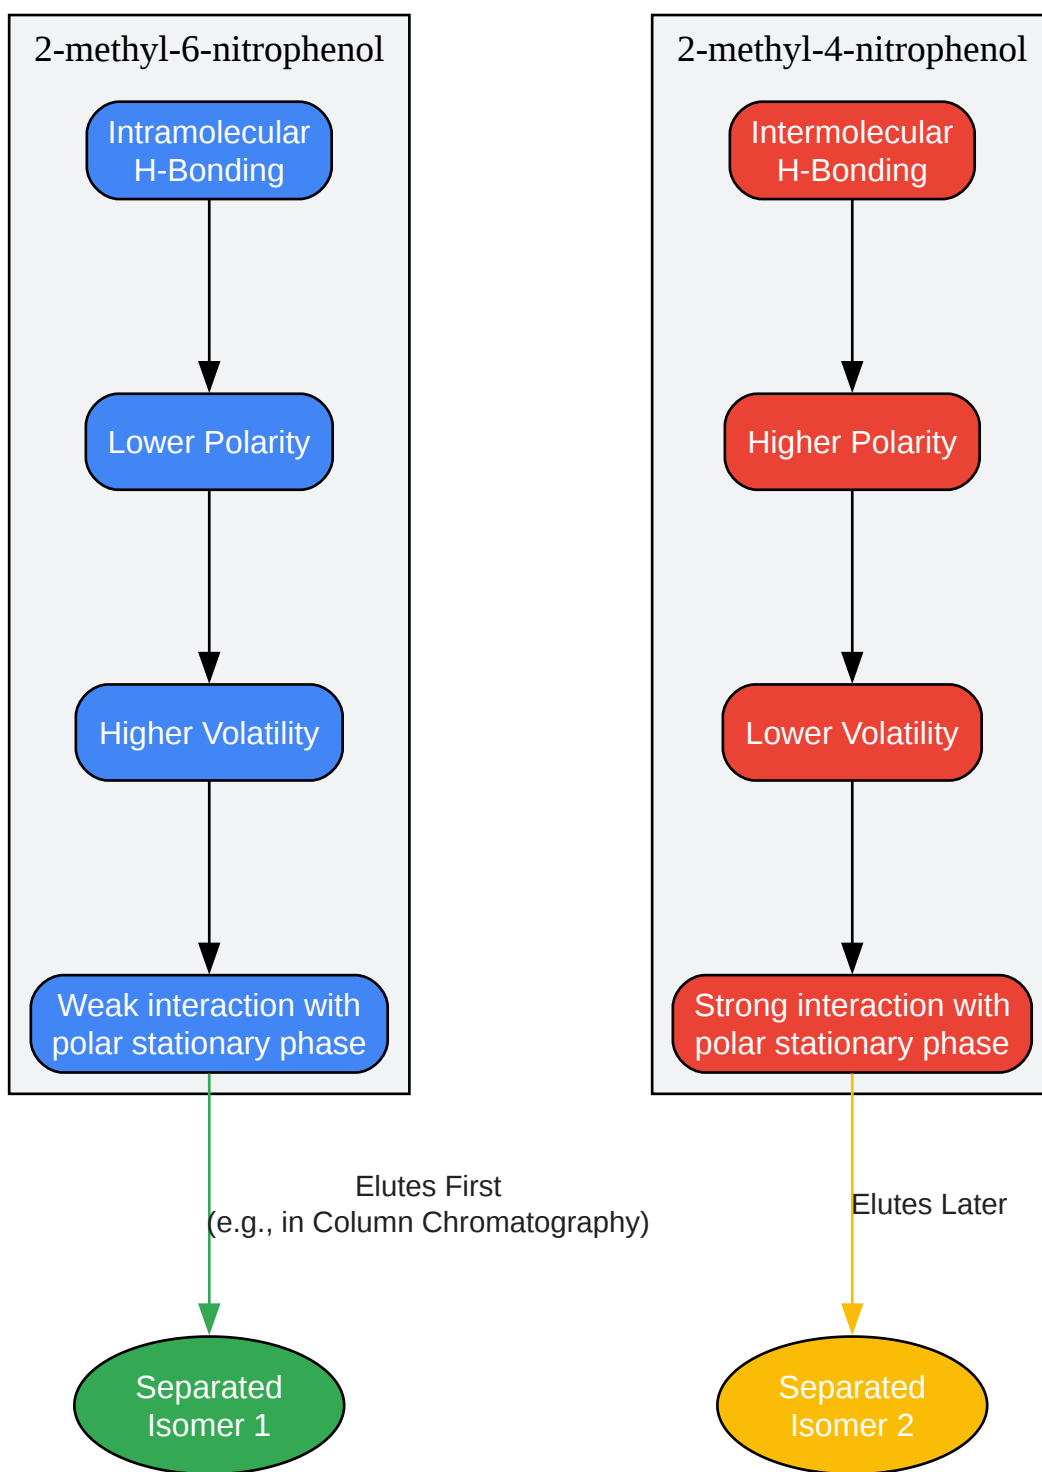 2-methyl-6-nitrophenol
Intramolecular
H-Bonding
Lower Polarity
Higher Volatility
Weak interaction with
polar stationary phase
Elutes First
(e.g., in Column Chromatography)
Separated
Isomer 1
2-methyl-4-nitrophenol
Intermolecular
H-Bonding
Higher Polarity
Lower Volatility
Strong interaction with
polar stationary phase
Elutes Later
Separated
Isomer 2